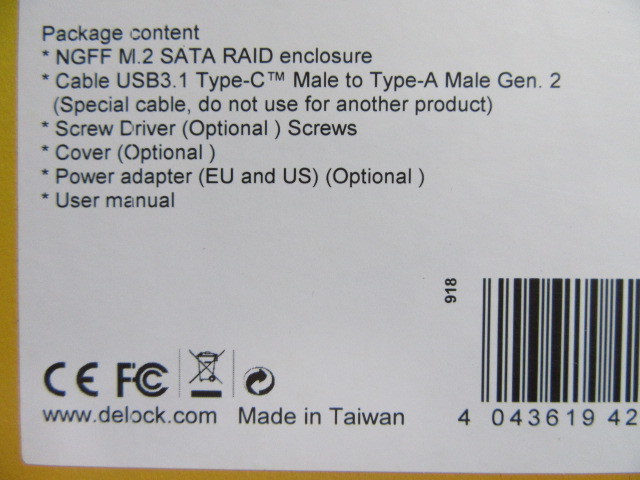 Package content
* NGFF M.2 SATA RAID enclosure
* Cable USB3.1 Type-C™ Male to Type-A Male Gen. 2
(Special cable, do not use for another product)
* Screw Driver (Optional ) Screws
* Cover (Optional )
* Power adapter (EU and US) (Optional )
* User manual
918
CE FC
www.delock.com Made in Taiwan
4 043619 42